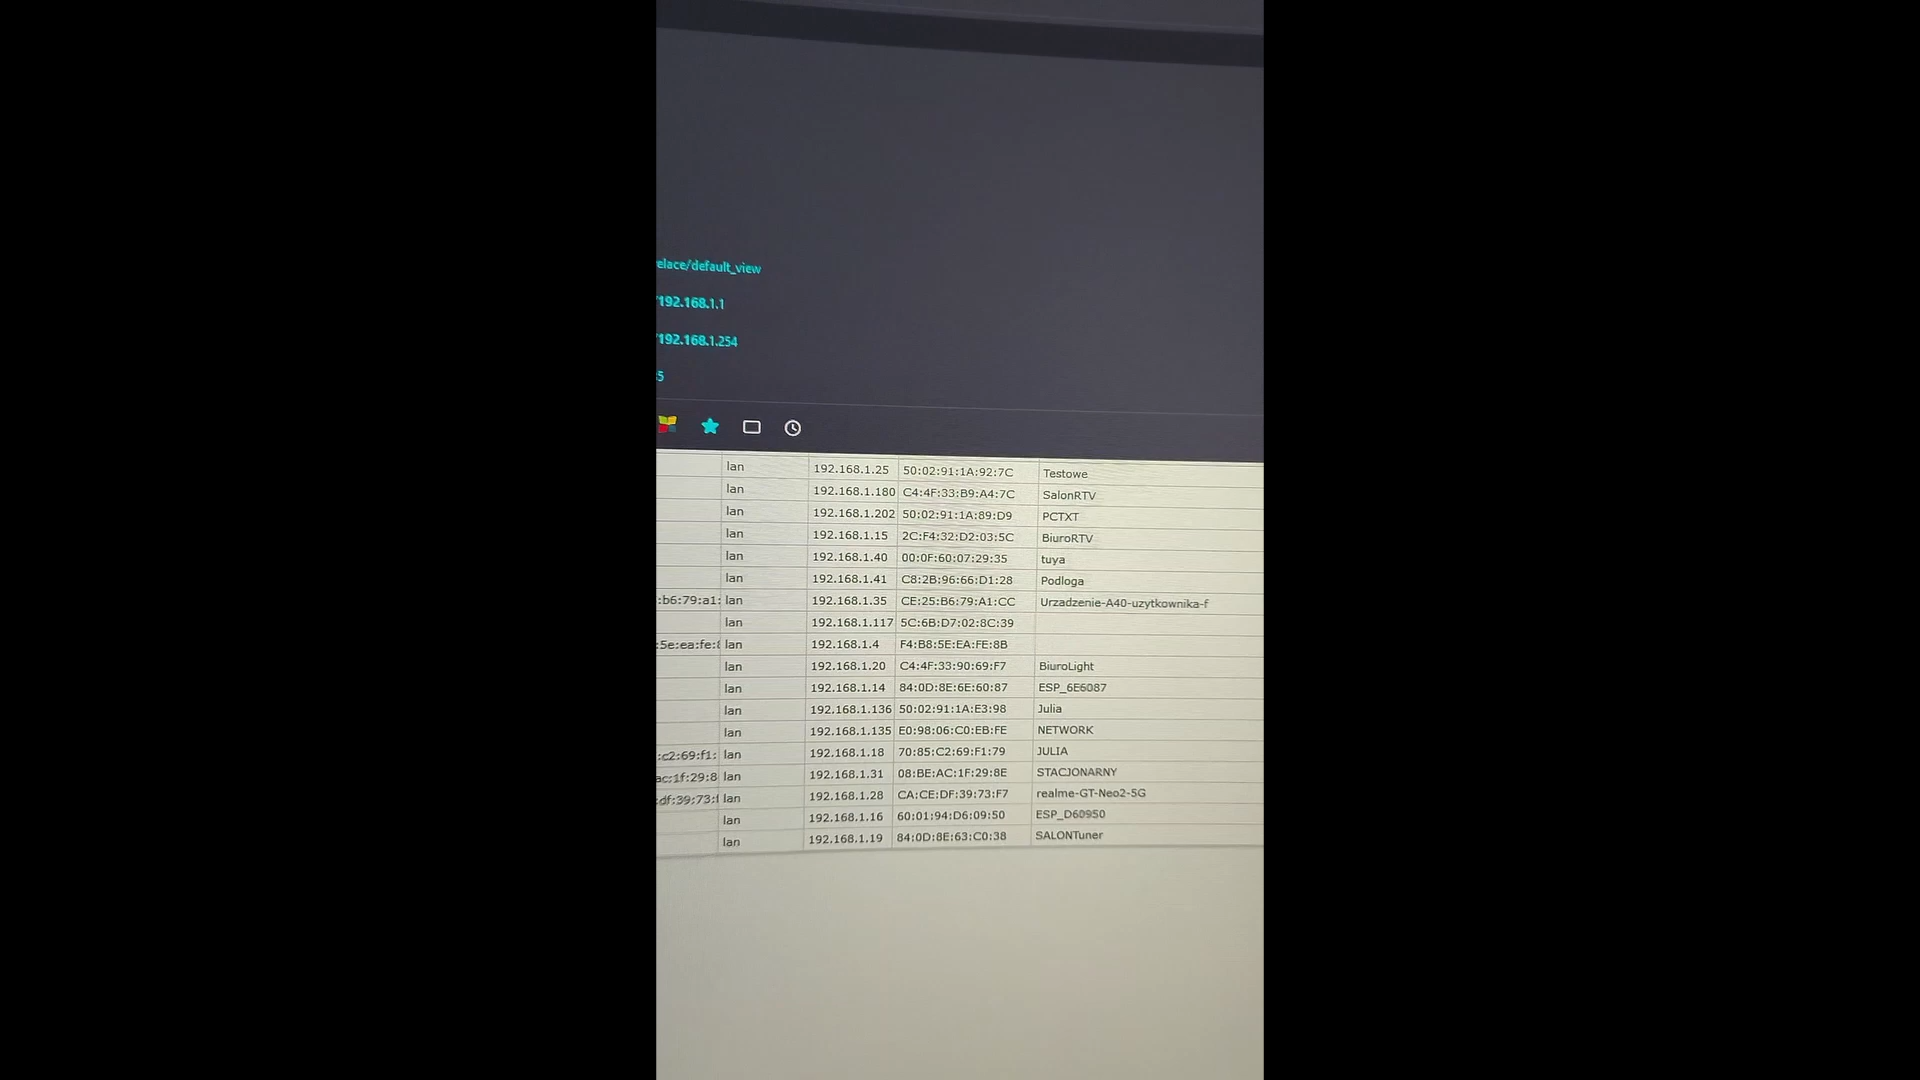 elace/default_view
192.168.1.1
192.168.1.254
lan 192.168.1.25 50:02:91:1A:92:7C Testowe
lan 192.168.1.180 C4:4F:33:B9:A4:7C SalonRTV
lan 192.168.1.202 50:02:91:1A:89:D9 PCTXT
lan 192.168.1.15 2C:F4:32:D2:03:5C BiuroRTV
lan 192.168.1.40 00:0F:60:07:29:35 tuya
lan 192.168.1.41 C8:2B:96:66:D1:28 Podloga
:b6:79:a1: lan 192.168.1.35 CE:25:B6:79:A1:CC Urzadzenie-A40-uzytkownika-f
lan 192.168.1.117 5C:6B:D7:02:8C:39
:5e:ea:fe:8 lan 192.168.1.4 F4:B8:5E:EA:FE:8B
lan 192.168.1.20 C4:4F:33:90:69:F7 BiuroLight
lan 192.168.1.14 84:0D:8E:6E:60:87 ESP_6E6087
lan 192.168.1.136 50:02:91:1A:E3:98 Julia
lan 192.168.1.135 E0:98:06:C0:EB:FE NETWORK
:c2:69:f1: lan 192.168.1.18 70:85:C2:69:F1:79 JULIA
ac:1f:29:8 lan 192.168.1.31 08:BE:AC:1F:29:8E STACJONARNY
:df:39:73:f lan 192.168.1.28 CA:CE:DF:39:73:F7 realme-GT-Neo2-5G
lan 192.168.1.16 60:01:94:D6:09:50 ESP_D60950
lan 192.168.1.19 84:0D:8E:63:C0:38 SALONTuner